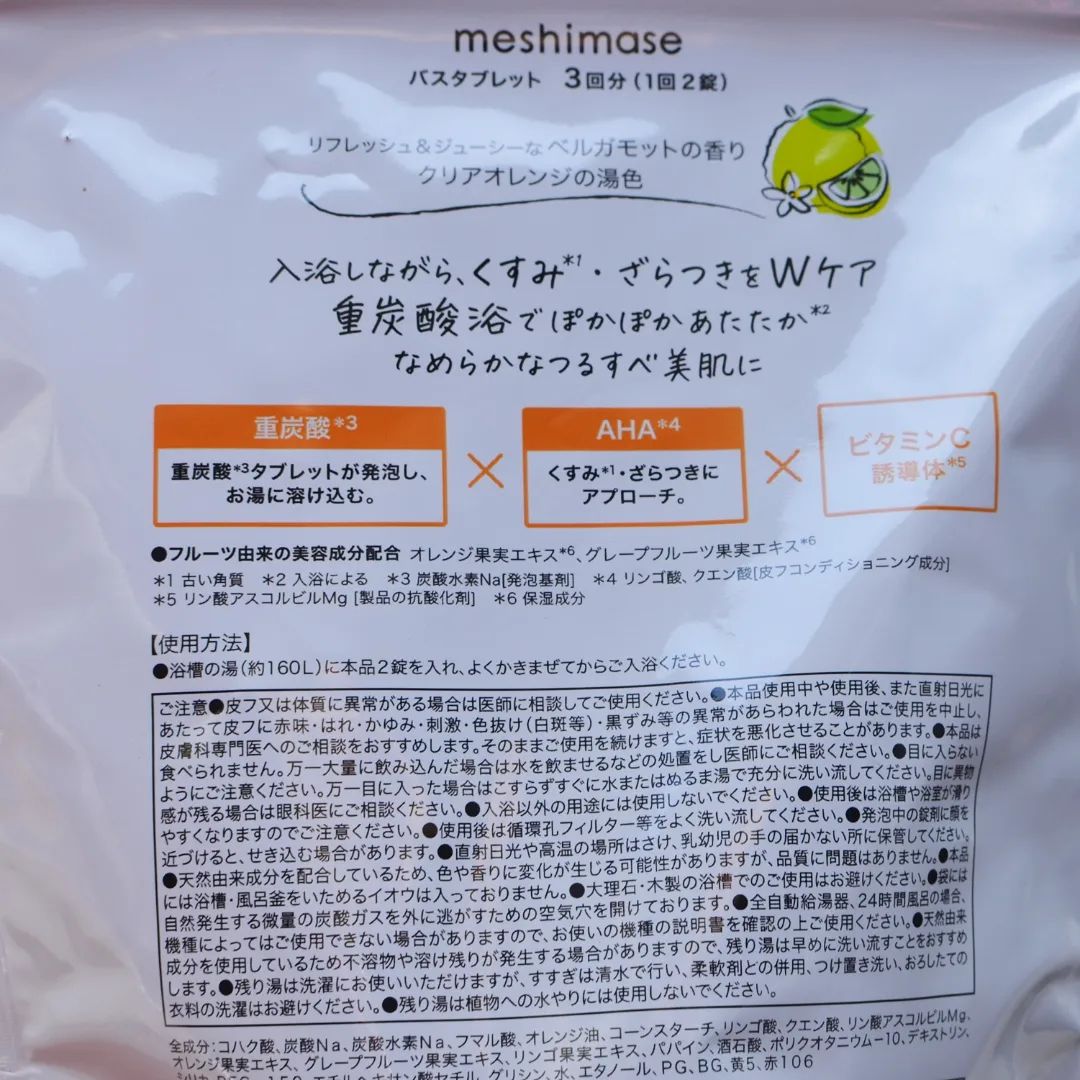 meshimase
バスタブレット 3回分(1回2錠)
リフレッシュ&ジューシーなベルガモットの香り
クリアオレンジの湯色
入浴しながら、くすみ*1・ざらつきをWケア
重炭酸浴でぽかぽかあたたか*2
なめらかなつるすべ美肌に
重炭酸*3
重炭酸*3タブレットが発泡し、
お湯に溶け込む。
×
AHA*4
くすみ*1・ざらつきに
アプローチ。
×
ビタミンC
誘導体*5
●フルーツ由来の美容成分配合 オレンジ果実エキス*6、グレープフルーツ果実エキス*6
*1 古い角質 *2 入浴による *3 炭酸水素Na[発泡基剤] *4 リンゴ酸、クエン酸[皮フコンディショニング成分]
*5 リン酸アスコルビルMg [製品の抗酸化剤] *6 保湿成分
【使用方法】
●浴槽の湯(約160L)に本品2錠を入れ、よくかきまぜてからご入浴ください。
ご注意●皮フ又は体質に異常がある場合は医師に相談してご使用ください。●本品使用中や使用後、また直射日光に
あたって皮フに赤味・はれ・かゆみ・刺激・色抜け(白斑等)・黒ずみ等の異常があらわれた場合はご使用を中止し、
皮膚科専門医へのご相談をおすすめします。そのままご使用を続けますと、症状を悪化させることがあります。●本品は
食べられません。万一大量に飲み込んだ場合は水を飲ませるなどの処置をし医師にご相談ください。●目に入らない
ようにご注意ください。万一目に入った場合はこすらずすぐに水またはぬるま湯で充分に洗い流してください。目に異物
感が残る場合は眼科医にご相談ください。●入浴以外の用途には使用しないでください。●使用後は浴槽や浴室が滑り
やすくなりますのでご注意ください。●使用後は循環孔フィルター等をよく洗い流してください。●発泡中の錠剤に顔を
近づけると、せき込む場合があります。●直射日光や高温の場所はさけ、乳幼児の手の届かない所に保管してください。
●天然由来成分を配合しているため、色や香りに変化が生じる可能性がありますが、品質に問題はありません。●本品
には浴槽・風呂釜をいためるイオウは入っておりません。●大理石・木製の浴槽でのご使用はお避けください。●袋には
自然発生する微量の炭酸ガスを外に逃がすための空気穴を開けております。●全自動給湯器、24時間風呂の場合、
機種によってはご使用できない場合がありますので、お使いの機種の説明書を確認の上ご使用ください。●天然由来
成分を使用しているため不溶物や溶け残りが発生する場合がありますので、残り湯は早めに洗い流すことをおすすめ
します。●残り湯は洗濯にお使いいただけますが、すすぎは清水で行い、柔軟剤との併用、つけ置き洗い、おろしたての
衣料の洗濯はお避けください。●残り湯は植物への水やりには使用しないでください。
全成分:コハク酸、炭酸Na、炭酸水素Na、フマル酸、オレンジ油、コーンスターチ、リンゴ酸、クエン酸、リン酸アスコルビルMg、
オレンジ果実エキス、グレープフルーツ果実エキス、リンゴ果実エキス、パパイン、酒石酸、ポリクオタニウム-10、デキストリン、
エチルヘキサン酸セチル、グリシン、水、エタノール、PG、BG、黄5、赤106